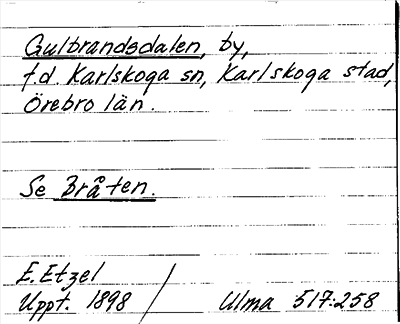 Gulbrandsdalen, by,
f.d. Karlskoga sn, Karlskoga stad,
Örebro län.
Se Bråten.
E. Etzel
Uppt. 1898 / Ulma 517:258